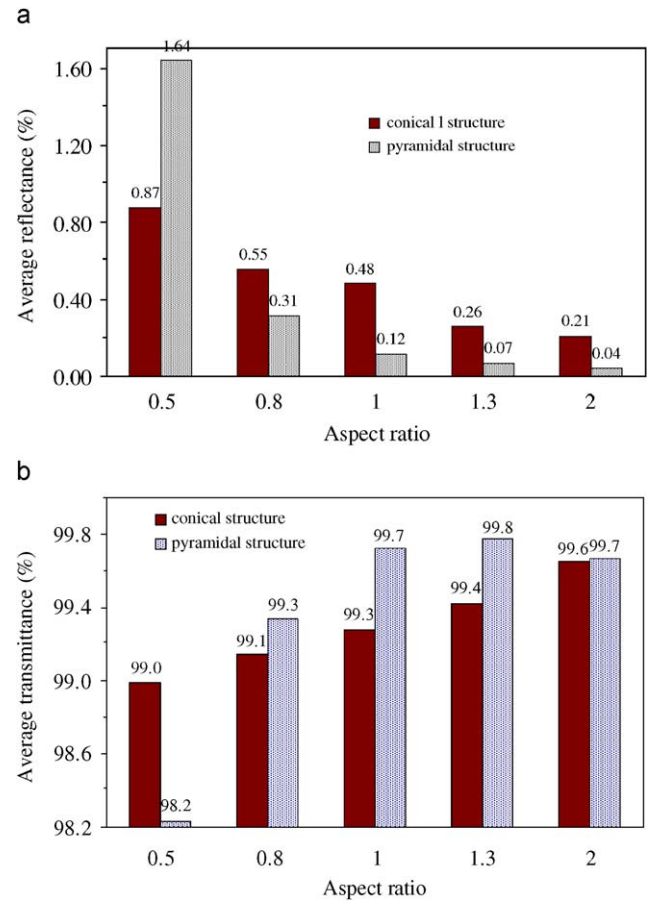 a
Average reflectance (%)
1.60
1.20
0.80
0.40
0.00
conical l structure
pyramidal structure
0.87
1.64
0.55
0.31
0.48
0.12
0.26
0.07
0.21
0.04
0.5 0.8 1 1.3 2
Aspect ratio
b
Average transmittance (%)
99.8
99.4
99.0
98.6
98.2
conical structure
pyramidal structure
99.0
98.2
99.1
99.3
99.3
99.7
99.4
99.8
99.6
99.7
0.5 0.8 1 1.3 2
Aspect ratio